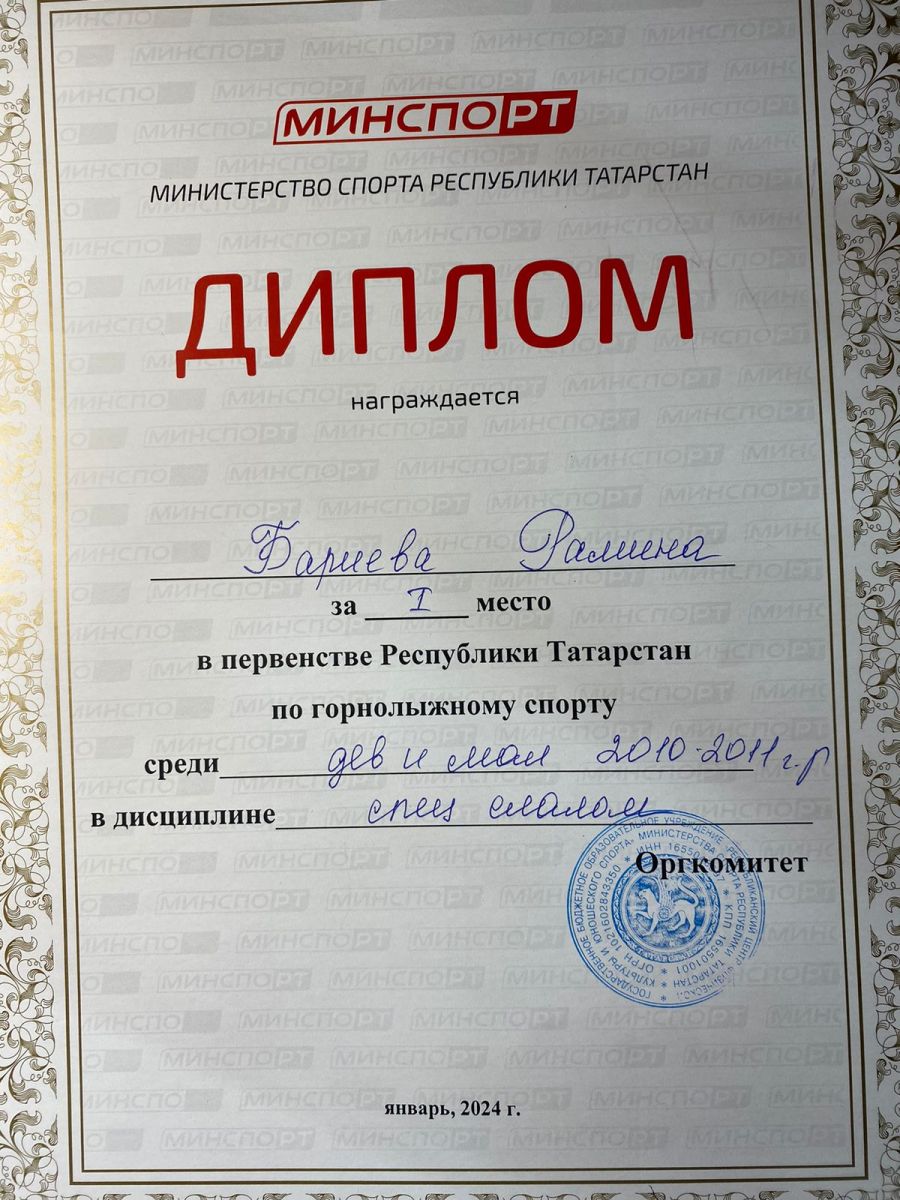 МИНСПОРТ
МИНИСТЕРСТВО СПОРТА РЕСПУБЛИКИ ТАТАРСТАН
ДИПЛОМ
награждается
Бариева Рамина
за I место
в первенстве Республики Татарстан
по горнолыжному спорту
среди дев и мал 2010-2011 г.р
в дисциплине спец слалом
Оргкомитет
январь, 2024 г.